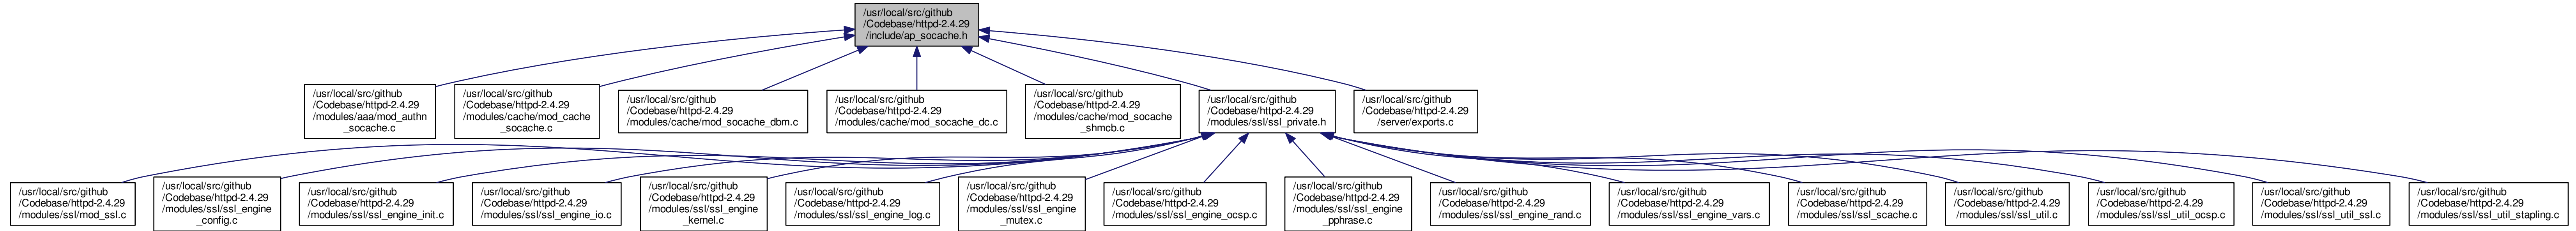 /usr/local/src/github
/Codebase/httpd-2.4.29
/include/ap_socache.h
/usr/local/src/github
/Codebase/httpd-2.4.29
/modules/aaa/mod_authn
_socache.c
/usr/local/src/github
/Codebase/httpd-2.4.29
/modules/cache/mod_cache
_socache.c
/usr/local/src/github
/Codebase/httpd-2.4.29
/modules/cache/mod_socache_dbm.c
/usr/local/src/github
/Codebase/httpd-2.4.29
/modules/cache/mod_socache_dc.c
/usr/local/src/github
/Codebase/httpd-2.4.29
/modules/cache/mod_socache
_shmcb.c
/usr/local/src/github
/Codebase/httpd-2.4.29
/modules/ssl/ssl_private.h
/usr/local/src/github
/Codebase/httpd-2.4.29
/server/exports.c
/usr/local/src/github
/Codebase/httpd-2.4.29
/modules/ssl/mod_ssl.c
/usr/local/src/github
/Codebase/httpd-2.4.29
/modules/ssl/ssl_engine
_config.c
/usr/local/src/github
/Codebase/httpd-2.4.29
/modules/ssl/ssl_engine_init.c
/usr/local/src/github
/Codebase/httpd-2.4.29
/modules/ssl/ssl_engine_io.c
/usr/local/src/github
/Codebase/httpd-2.4.29
/modules/ssl/ssl_engine
_kernel.c
/usr/local/src/github
/Codebase/httpd-2.4.29
/modules/ssl/ssl_engine_log.c
/usr/local/src/github
/Codebase/httpd-2.4.29
/modules/ssl/ssl_engine
_mutex.c
/usr/local/src/github
/Codebase/httpd-2.4.29
/modules/ssl/ssl_engine_ocsp.c
/usr/local/src/github
/Codebase/httpd-2.4.29
/modules/ssl/ssl_engine
_pphrase.c
/usr/local/src/github
/Codebase/httpd-2.4.29
/modules/ssl/ssl_engine_rand.c
/usr/local/src/github
/Codebase/httpd-2.4.29
/modules/ssl/ssl_engine_vars.c
/usr/local/src/github
/Codebase/httpd-2.4.29
/modules/ssl/ssl_scache.c
/usr/local/src/github
/Codebase/httpd-2.4.29
/modules/ssl/ssl_util.c
/usr/local/src/github
/Codebase/httpd-2.4.29
/modules/ssl/ssl_util_ocsp.c
/usr/local/src/github
/Codebase/httpd-2.4.29
/modules/ssl/ssl_util_ssl.c
/usr/local/src/github
/Codebase/httpd-2.4.29
/modules/ssl/ssl_util_stapling.c